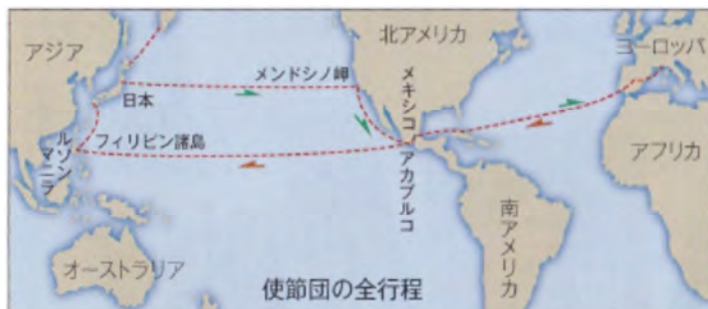 アジア
北アメリカ
ヨーロッパ
メンドシノ岬
日本
メキシコ
アカプルコ
フィリピン諸島
ルソン
マニラ
アフリカ
南アメリカ
オーストラリア
使節団の全行程